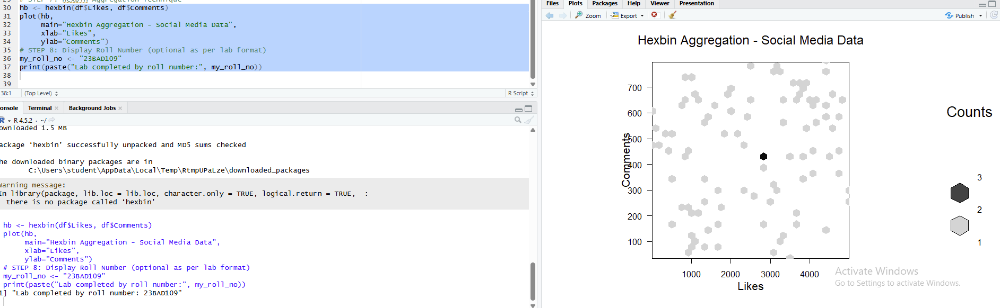 29 # STEP 7: Hexbin Aggregation Technique
30 hb <- hexbin(df$Likes, df$Comments)
31 plot(hb,
32 main="Hexbin Aggregation - Social Media Data",
33 xlab="Likes",
34 ylab="Comments")
35 # STEP 8: Display Roll Number (optional as per lab format)
36 my_roll_no <- "23BAD109"
37 print(paste("Lab completed by roll number:", my_roll_no))
38
39
38:1 (Top Level) R Script
onsole Terminal Background Jobs
R 4.5.2 · ~/
ownloaded 1.5 MB
ackage ‘hexbin’ successfully unpacked and MD5 sums checked
he downloaded binary packages are in
C:\Users\student\AppData\Local\Temp\RtmpUPaLze\downloaded_packages
arning message:
In library(package, lib.loc = lib.loc, character.only = TRUE, logical.return = TRUE, :
there is no package called ‘hexbin’
hb <- hexbin(df$Likes, df$Comments)
plot(hb,
main="Hexbin Aggregation - Social Media Data",
xlab="Likes",
ylab="Comments")
# STEP 8: Display Roll Number (optional as per lab format)
my_roll_no <- "23BAD109"
print(paste("Lab completed by roll number:", my_roll_no))
1] "Lab completed by roll number: 23BAD109"
Files Plots Packages Help Viewer Presentation
Zoom Export Publish
Hexbin Aggregation - Social Media Data
700
600
500
400
300
200
100
Comments
1000 2000 3000 4000
Likes
Counts
3
2
1
Activate Windows
Go to Settings to activate Windows.